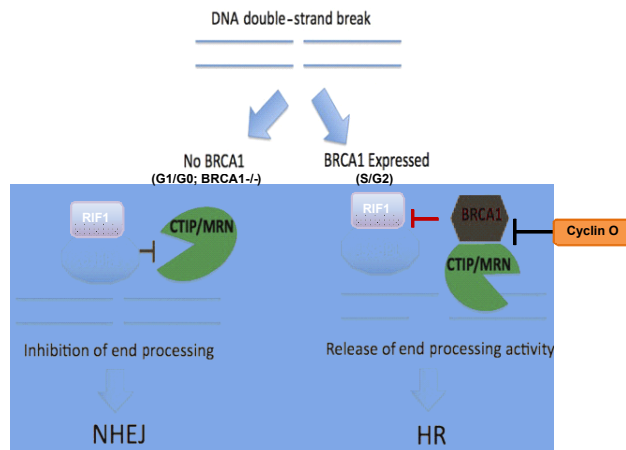 DNA double-strand break
No BRCA1
(G1/G0; BRCA1-/-)
BRCA1 Expressed
(S/G2)
RIF1
CTIP/MRN
RIF1
BRCA1
Cyclin O
CTIP/MRN
Inhibition of end processing
Release of end processing activity
NHEJ
HR